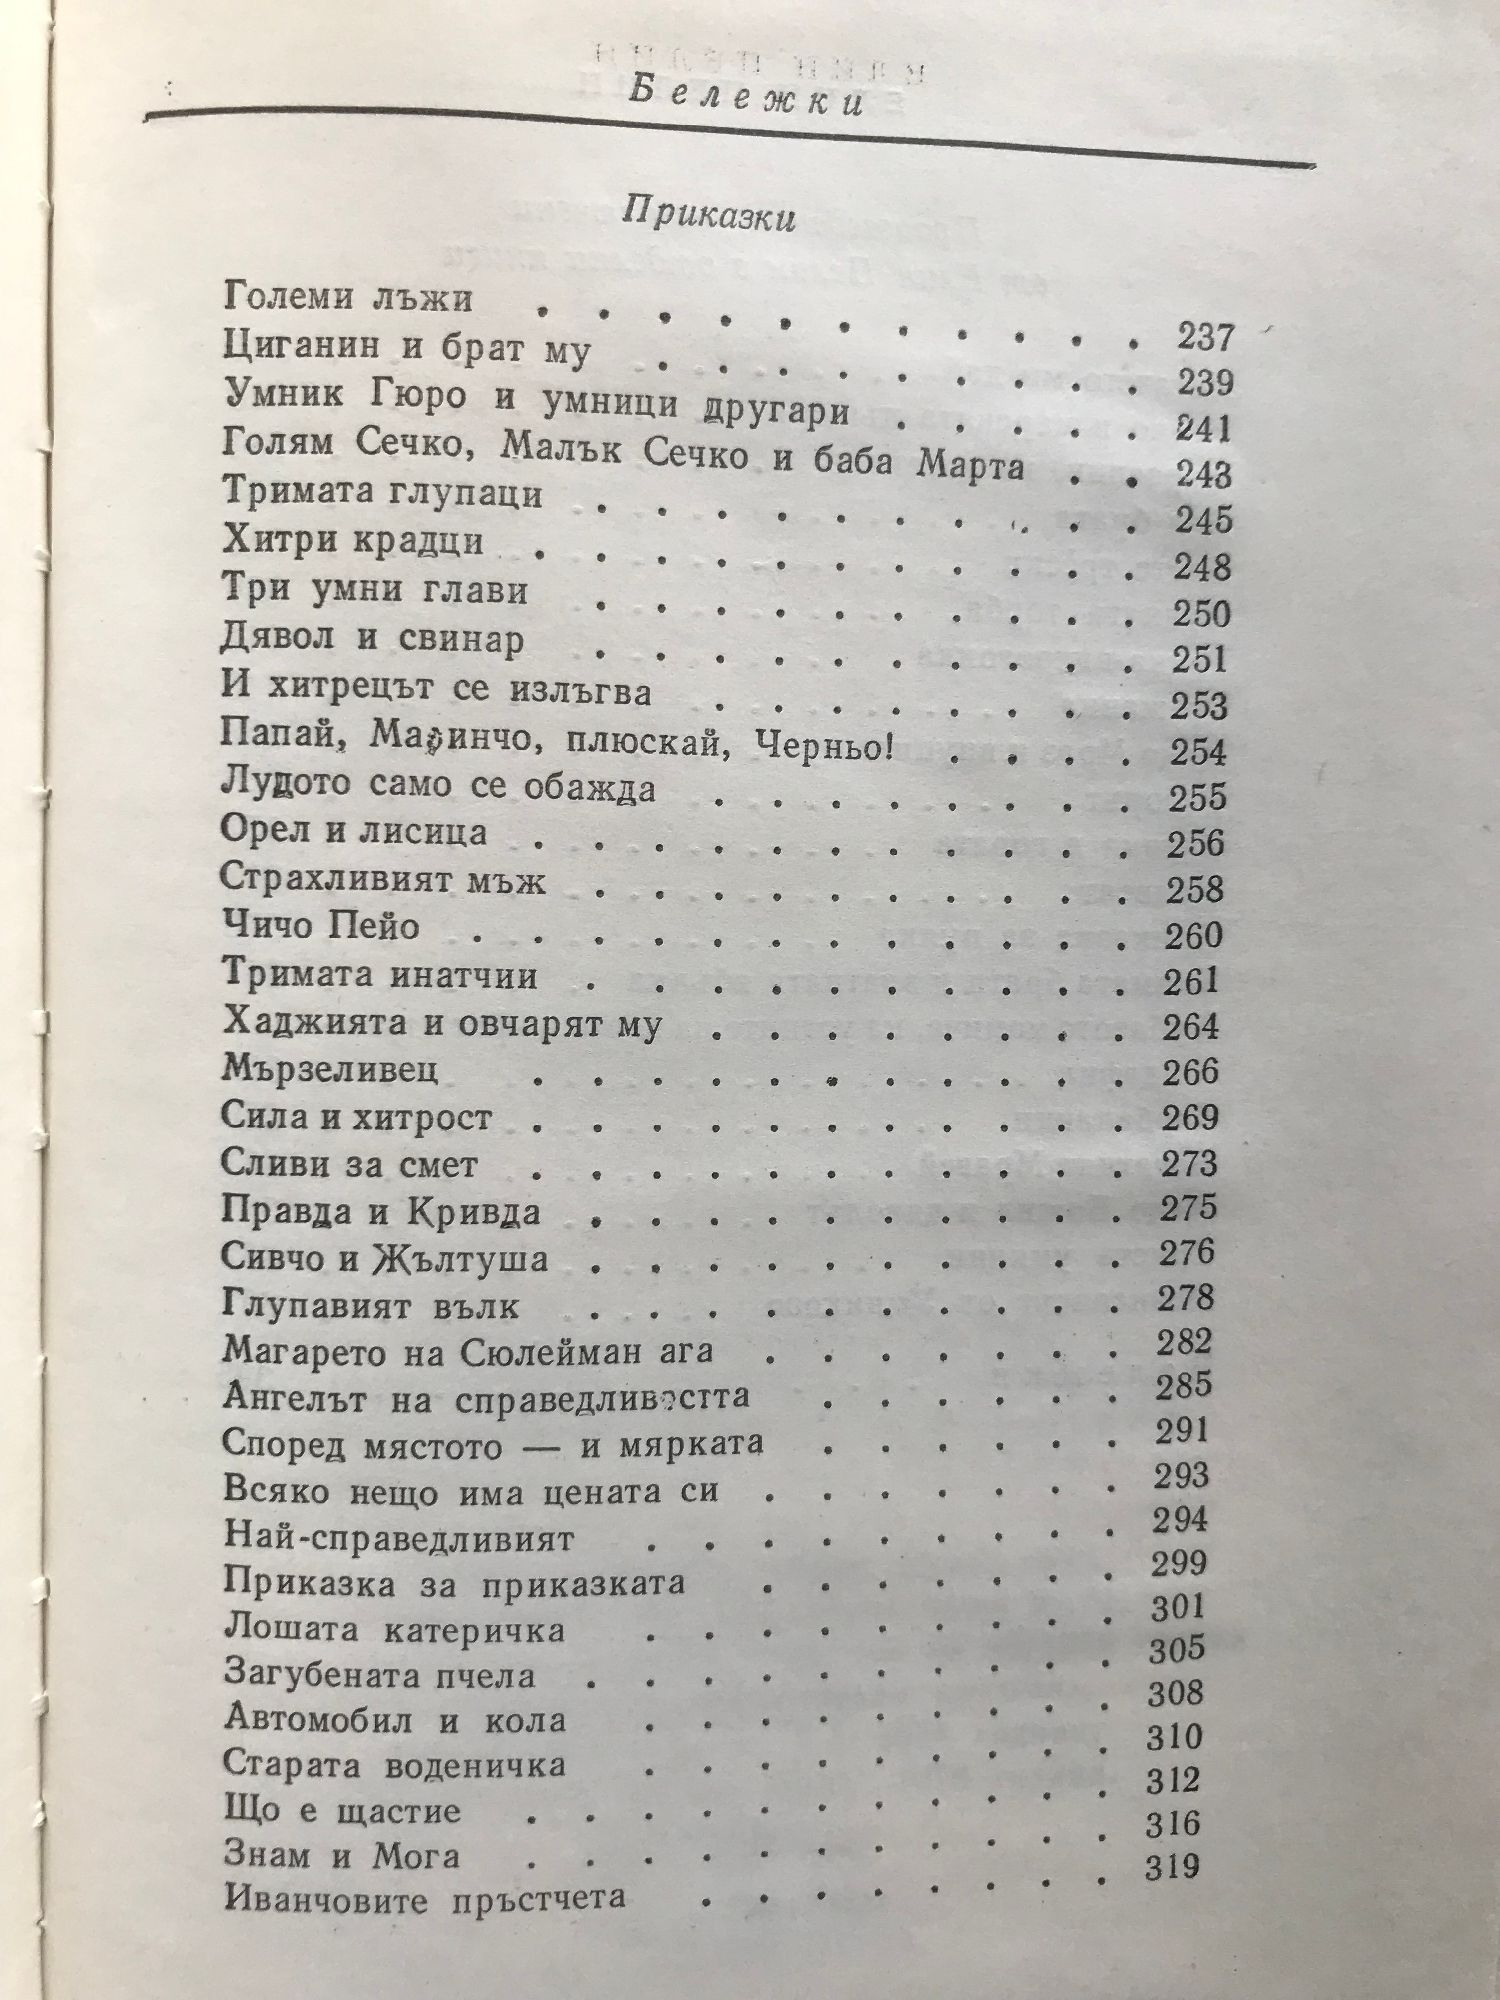 Бележки
Приказки
Големи лъжи . . . . . . . . . . . 237
Циганин и брат му . . . . . . . . . 239
Умник Гюро и умници другари . . . . . 241
Голям Сечко, Малък Сечко и баба Марта . . 243
Тримата глупаци . . . . . . . . . . 245
Хитри крадци . . . . . . . . . . . 248
Три умни глави . . . . . . . . . . 250
Дявол и свинар . . . . . . . . . . 251
И хитрецът се излъгва . . . . . . . . 253
Папай, Маринчо, плюскай, Черньо! . . . . 254
Лудото само се обажда . . . . . . . . 255
Орел и лисица . . . . . . . . . . . 256
Страхливият мъж . . . . . . . . . . 258
Чичо Пейо . . . . . . . . . . . . 260
Тримата инатчии . . . . . . . . . . 261
Хаджията и овчарят му . . . . . . . . 264
Мързеливец . . . . . . . . . . . 266
Сила и хитрост . . . . . . . . . . . 269
Сливи за смет . . . . . . . . . . . 273
Правда и Кривда . . . . . . . . . . 275
Сивчо и Жълтуша . . . . . . . . . . 276
Глупавият вълк . . . . . . . . . . 278
Магарето на Сюлейман ага . . . . . . . 282
Ангелът на справедливостта . . . . . . 285
Според мястото — и мярката . . . . . . 291
Всяко нещо има цената си . . . . . . . 293
Най-справедливият . . . . . . . . . 294
Приказка за приказката . . . . . . . 299
Лошата катеричка . . . . . . . . . 301
Загубената пчела . . . . . . . . . . 305
Автомобил и кола . . . . . . . . . 308
Старата воденичка . . . . . . . . . 310
Що е щастие . . . . . . . . . . . 312
Знам и Мога . . . . . . . . . . . 316
Иванчовите пръстчета . . . . . . . . 319